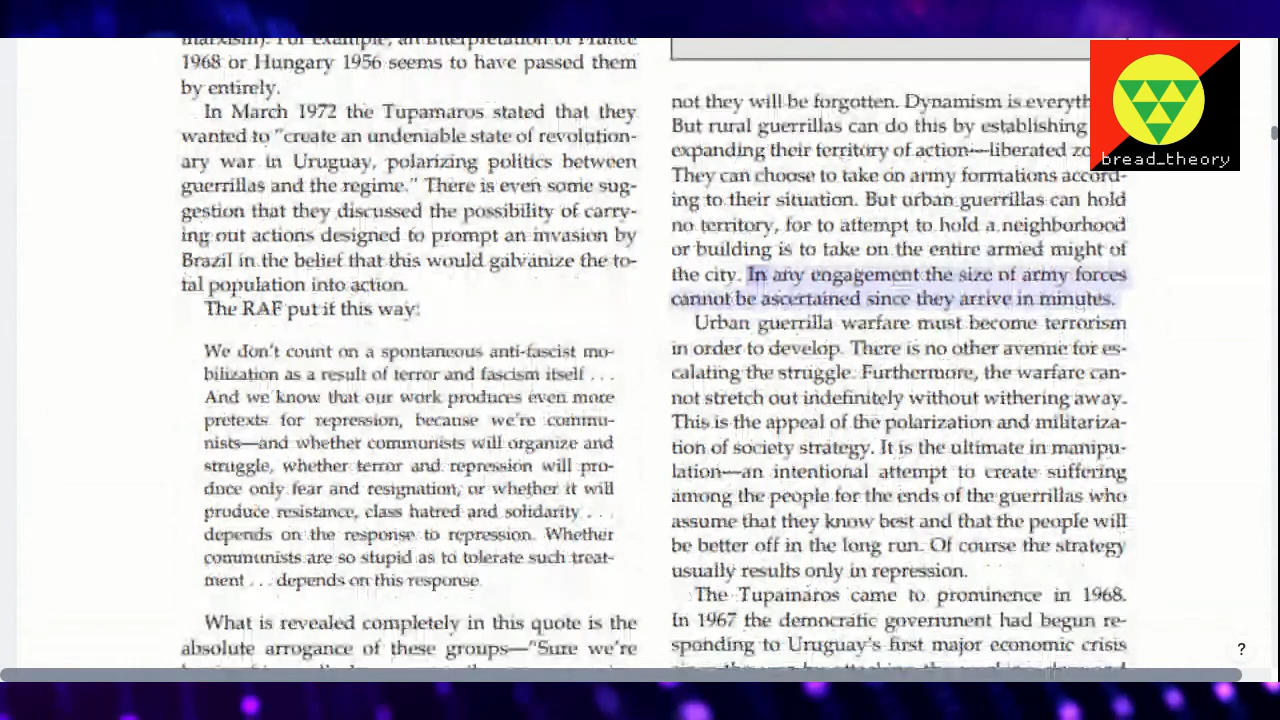 marxism). For example, an interpretation of France
1968 or Hungary 1956 seems to have passed them
by entirely.
In March 1972 the Tupamaros stated that they
wanted to "create an undeniable state of revolution-
ary war in Uruguay, polarizing politics between
guerrillas and the regime." There is even some sug-
gestion that they discussed the possibility of carry-
ing out actions designed to prompt an invasion by
Brazil in the belief that this would galvanize the to-
tal population into action.
The RAF put it this way:
We don't count on a spontaneous anti-fascist mo-
bilization as a result of terror and fascism itself . . .
And we know that our work produces even more
pretexts for repression, because we're commu-
nists—and whether communists will organize and
struggle, whether terror and repression will pro-
duce only fear and resignation, or whether it will
produce resistance, class hatred and solidarity . . .
depends on the response to repression. Whether
communists are so stupid as to tolerate such treat-
ment . . . depends on this response.
What is revealed completely in this quote is the
absolute arrogance of these groups—"Sure we're
not they will be forgotten. Dynamism is everyth
But rural guerrillas can do this by establishing
expanding their territory of action—liberated zo
They can choose to take on army formations accord-
ing to their situation. But urban guerrillas can hold
no territory, for to attempt to hold a neighborhood
or building is to take on the entire armed might of
the city. In any engagement the size of army forces
cannot be ascertained since they arrive in minutes.
Urban guerrilla warfare must become terrorism
in order to develop. There is no other avenue for es-
calating the struggle. Furthermore, the warfare can-
not stretch out indefinitely without withering away.
This is the appeal of the polarization and militariza-
tion of society strategy. It is the ultimate in manipu-
lation—an intentional attempt to create suffering
among the people for the ends of the guerrillas who
assume that they know best and that the people will
be better off in the long run. Of course the strategy
usually results only in repression.
The Tupamaros came to prominence in 1968.
In 1967 the democratic government had begun re-
sponding to Uruguay's first major economic crisis
bread_theory
?